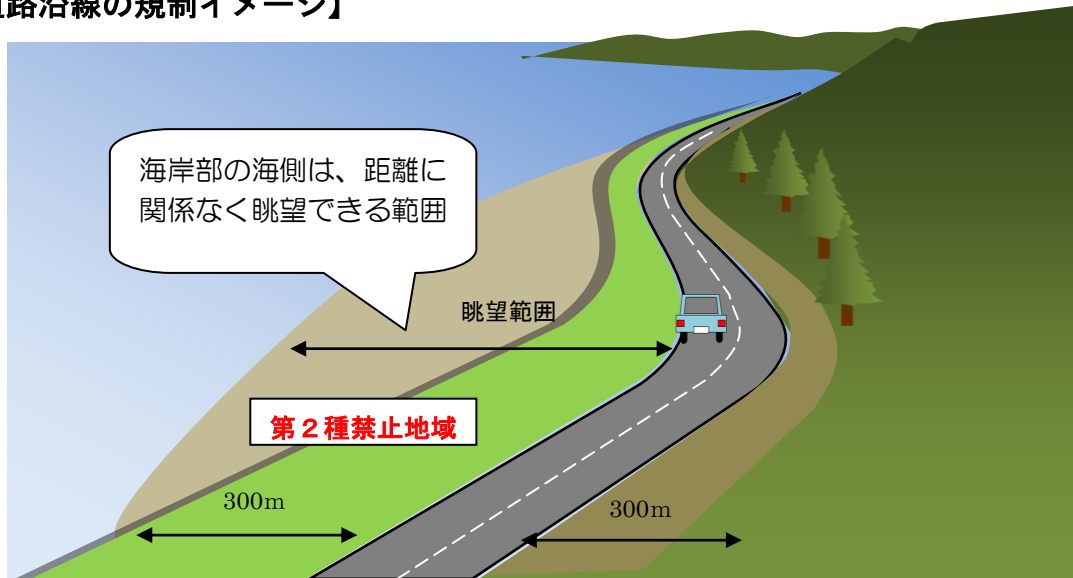 路沿線の規制イメージ】
海岸部の海側は、距離に
関係なく眺望できる範囲
眺望範囲
第２種禁止地域
300m
300m